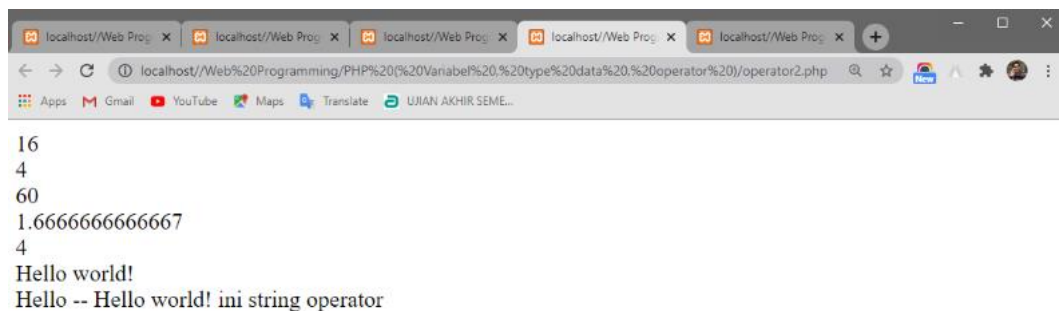 localhost//Web Prog
localhost//Web Prog
localhost//Web Prog
localhost//Web Prog
localhost//Web Prog
localhost//Web%20Programming/PHP%20(%20Variabel%20,%20type%20data%20,%20operator%20)/operator2.php
New
Apps Gmail YouTube Maps Translate UJIAN AKHIR SEME...
16
4
60
1.6666666666667
4
Hello world!
Hello -- Hello world! ini string operator